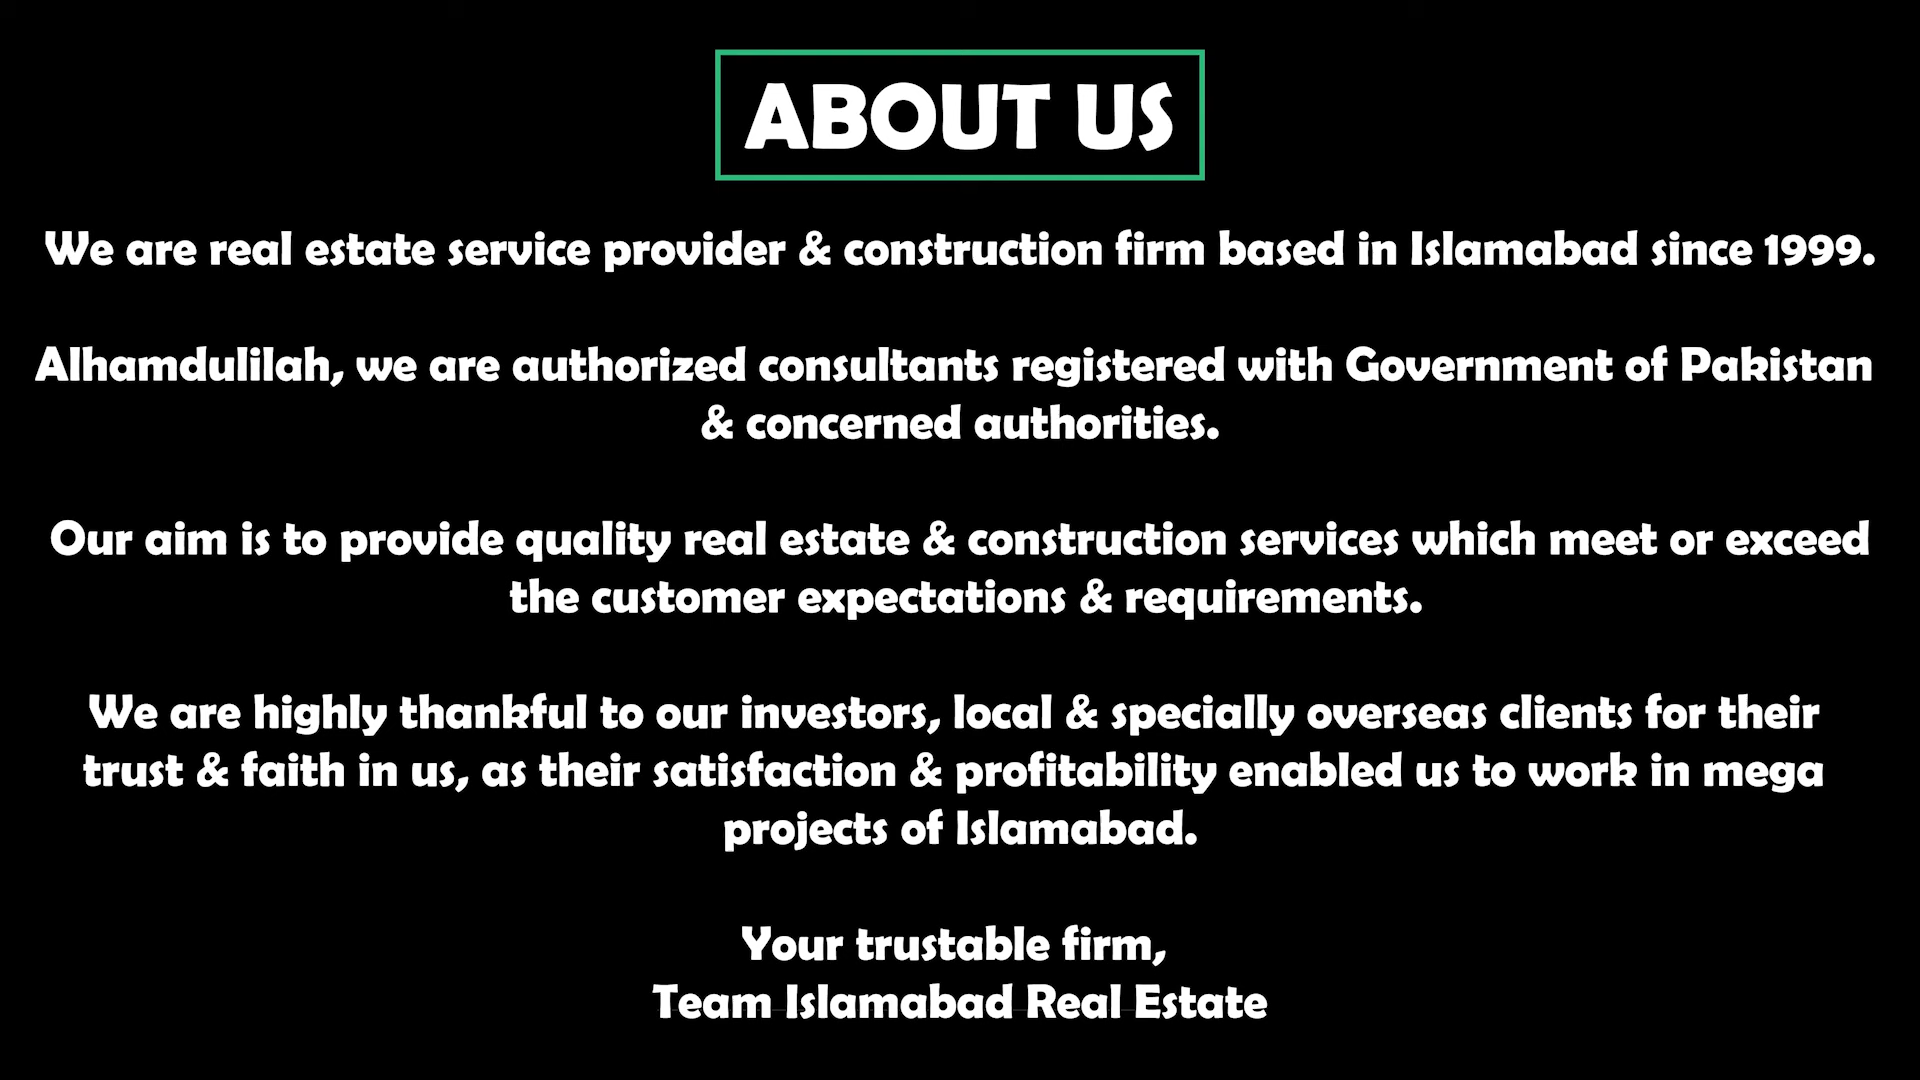 ABOUT US
We are real estate service provider & construction firm based in Islamabad since 1999.
Alhamdulilah, we are authorized consultants registered with Government of Pakistan
& concerned authorities.
Our aim is to provide quality real estate & construction services which meet or exceed
the customer expectations & requirements.
We are highly thankful to our investors, local & specially overseas clients for their
trust & faith in us, as their satisfaction & profitability enabled us to work in mega
projects of Islamabad.
Your trustable firm,
Team Islamabad Real Estate